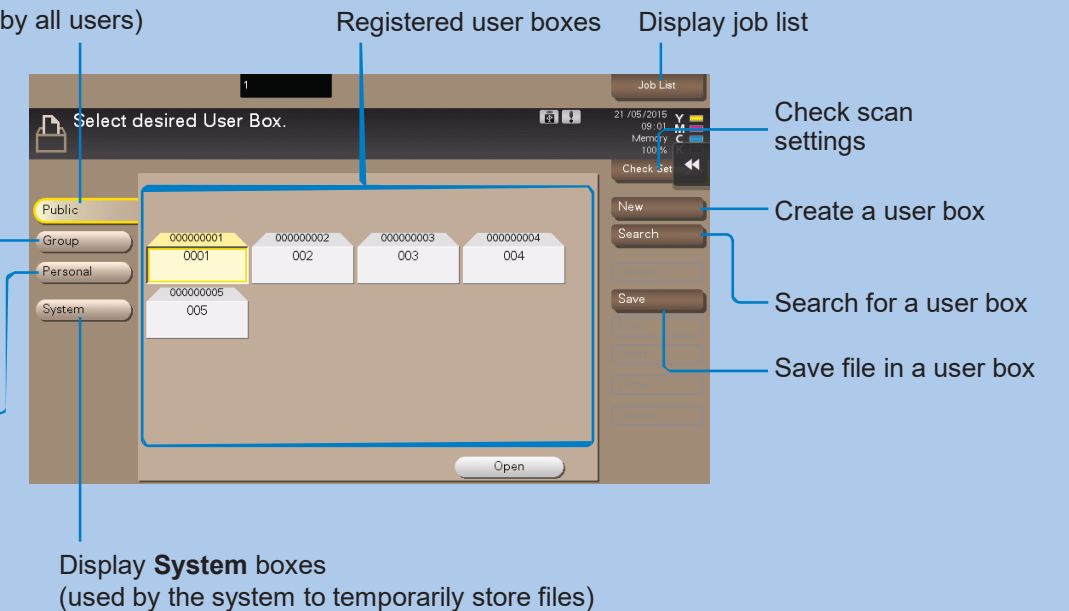 by all users)
Registered user boxes
Display job list
1
Job List
Select desired User Box.
21/05/2015
09:01
Memory
100%
Y
M
C
K
Check scan
settings
Check Set
Public
New
Create a user box
Group
Search
000000001
000000002
000000003
000000004
0001
002
003
004
Personal
000000005
005
System
Save
Search for a user box
Save file in a user box
Open
Display System boxes
(used by the system to temporarily store files)